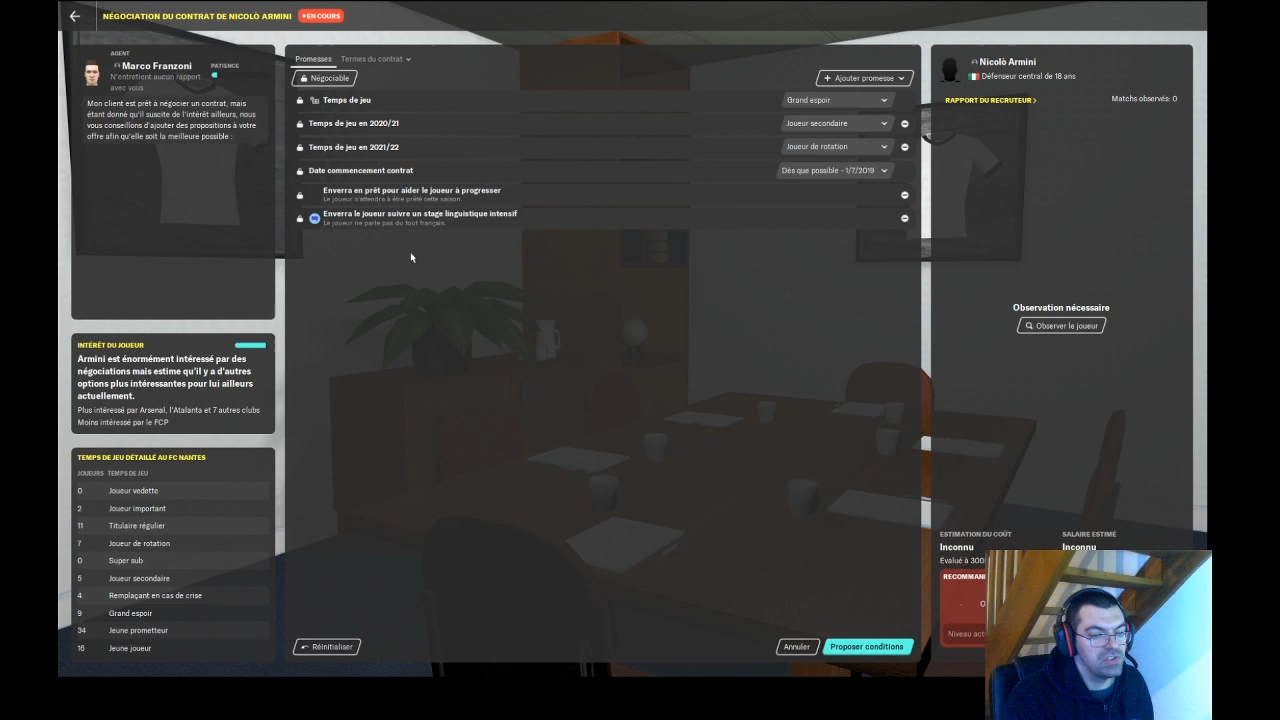 NÉGOCIATION DU CONTRAT DE NICOLÒ ARMINI
EN COURS
AGENT
Marco Franzoni
N'entretient aucun rapport
avec vous
PATIENCE
Mon client est prêt à négocier un contrat, mais
étant donné qu'il suscite de l'intérêt ailleurs, nous
vous conseillons d'ajouter des propositions à votre
offre afin qu'elle soit la meilleure possible :
INTÉRÊT DU JOUEUR
Armini est énormément intéressé par des
négociations mais estime qu'il y a d'autres
options plus intéressantes pour lui ailleurs
actuellement.
Plus intéressé par Arsenal, l'Atalanta et 7 autres clubs
Moins intéressé par le FCP
TEMPS DE JEU DÉTAILLÉ AU FC NANTES
JOUEURS TEMPS DE JEU
0 Joueur vedette
2 Joueur important
11 Titulaire régulier
7 Joueur de rotation
0 Super sub
5 Joueur secondaire
4 Remplaçant en cas de crise
9 Grand espoir
34 Jeune prometteur
16 Jeune joueur
Promesses
Termes du contrat
Négociable
Ajouter promesse
Temps de jeu
Grand espoir
Temps de jeu en 2020/21
Joueur secondaire
Temps de jeu en 2021/22
Joueur de rotation
Date commencement contrat
Dès que possible - 1/7/2019
Enverra en prêt pour aider le joueur à progresser
Le joueur s'attendra à être prêté cette saison.
Enverra le joueur suivre un stage linguistique intensif
Le joueur ne parle pas du tout français.
Réinitialiser
Annuler
Proposer conditions
Nicolò Armini
Défenseur central de 18 ans
RAPPORT DU RECRUTEUR >
Matchs observés: 0
Observation nécessaire
Observer le joueur
ESTIMATION DU COÛT
Inconnu
Évalué à 300
SALAIRE ESTIMÉ
Inconnu
RECOMMAN
Niveau act